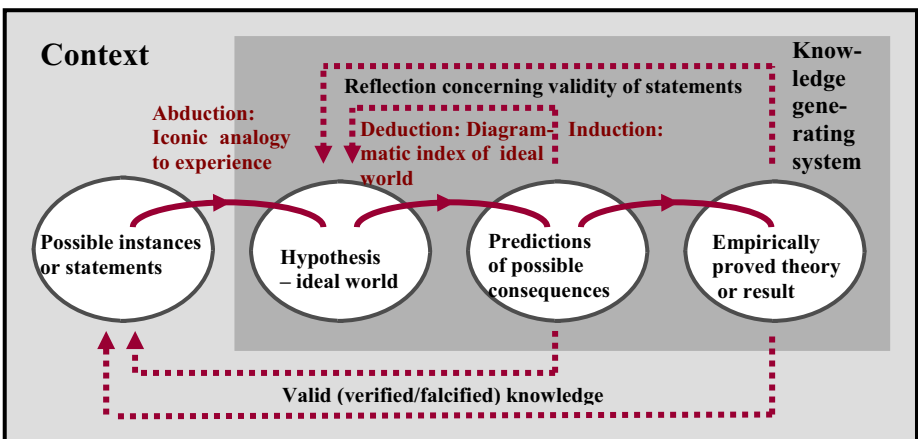 Context
Know-
ledge
gene-
rating
system
Reflection concerning validity of statements
Abduction:
Iconic analogy
to experience
Deduction: Diagram-
matic index of ideal
world
Induction:
Possible instances
or statements
Hypothesis
– ideal world
Predictions
of possible
consequences
Empirically
proved theory
or result
Valid (verified/falcified) knowledge